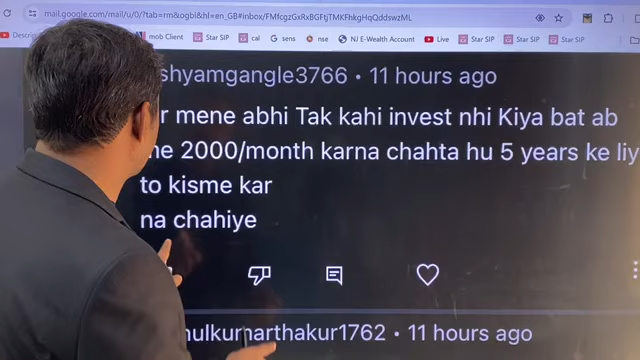 mail.google.com/mail/u/0/?tab=rm&ogbl&hl=en_GB#inbox/FMfcgzGxRxBGFtjTMKFhkgHqQddswzML
mob Client Star SIP cal sens nse NJ E-Wealth Account Live Star SIP Star SIP Star SIP
shyamgangle3766 • 11 hours ago
r mene abhi Tak kahi invest nhi Kiya bat ab
ne 2000/month karna chahta hu 5 years ke liy
to kisme kar
na chahiye
nulkumarthakur1762 • 11 hours ago